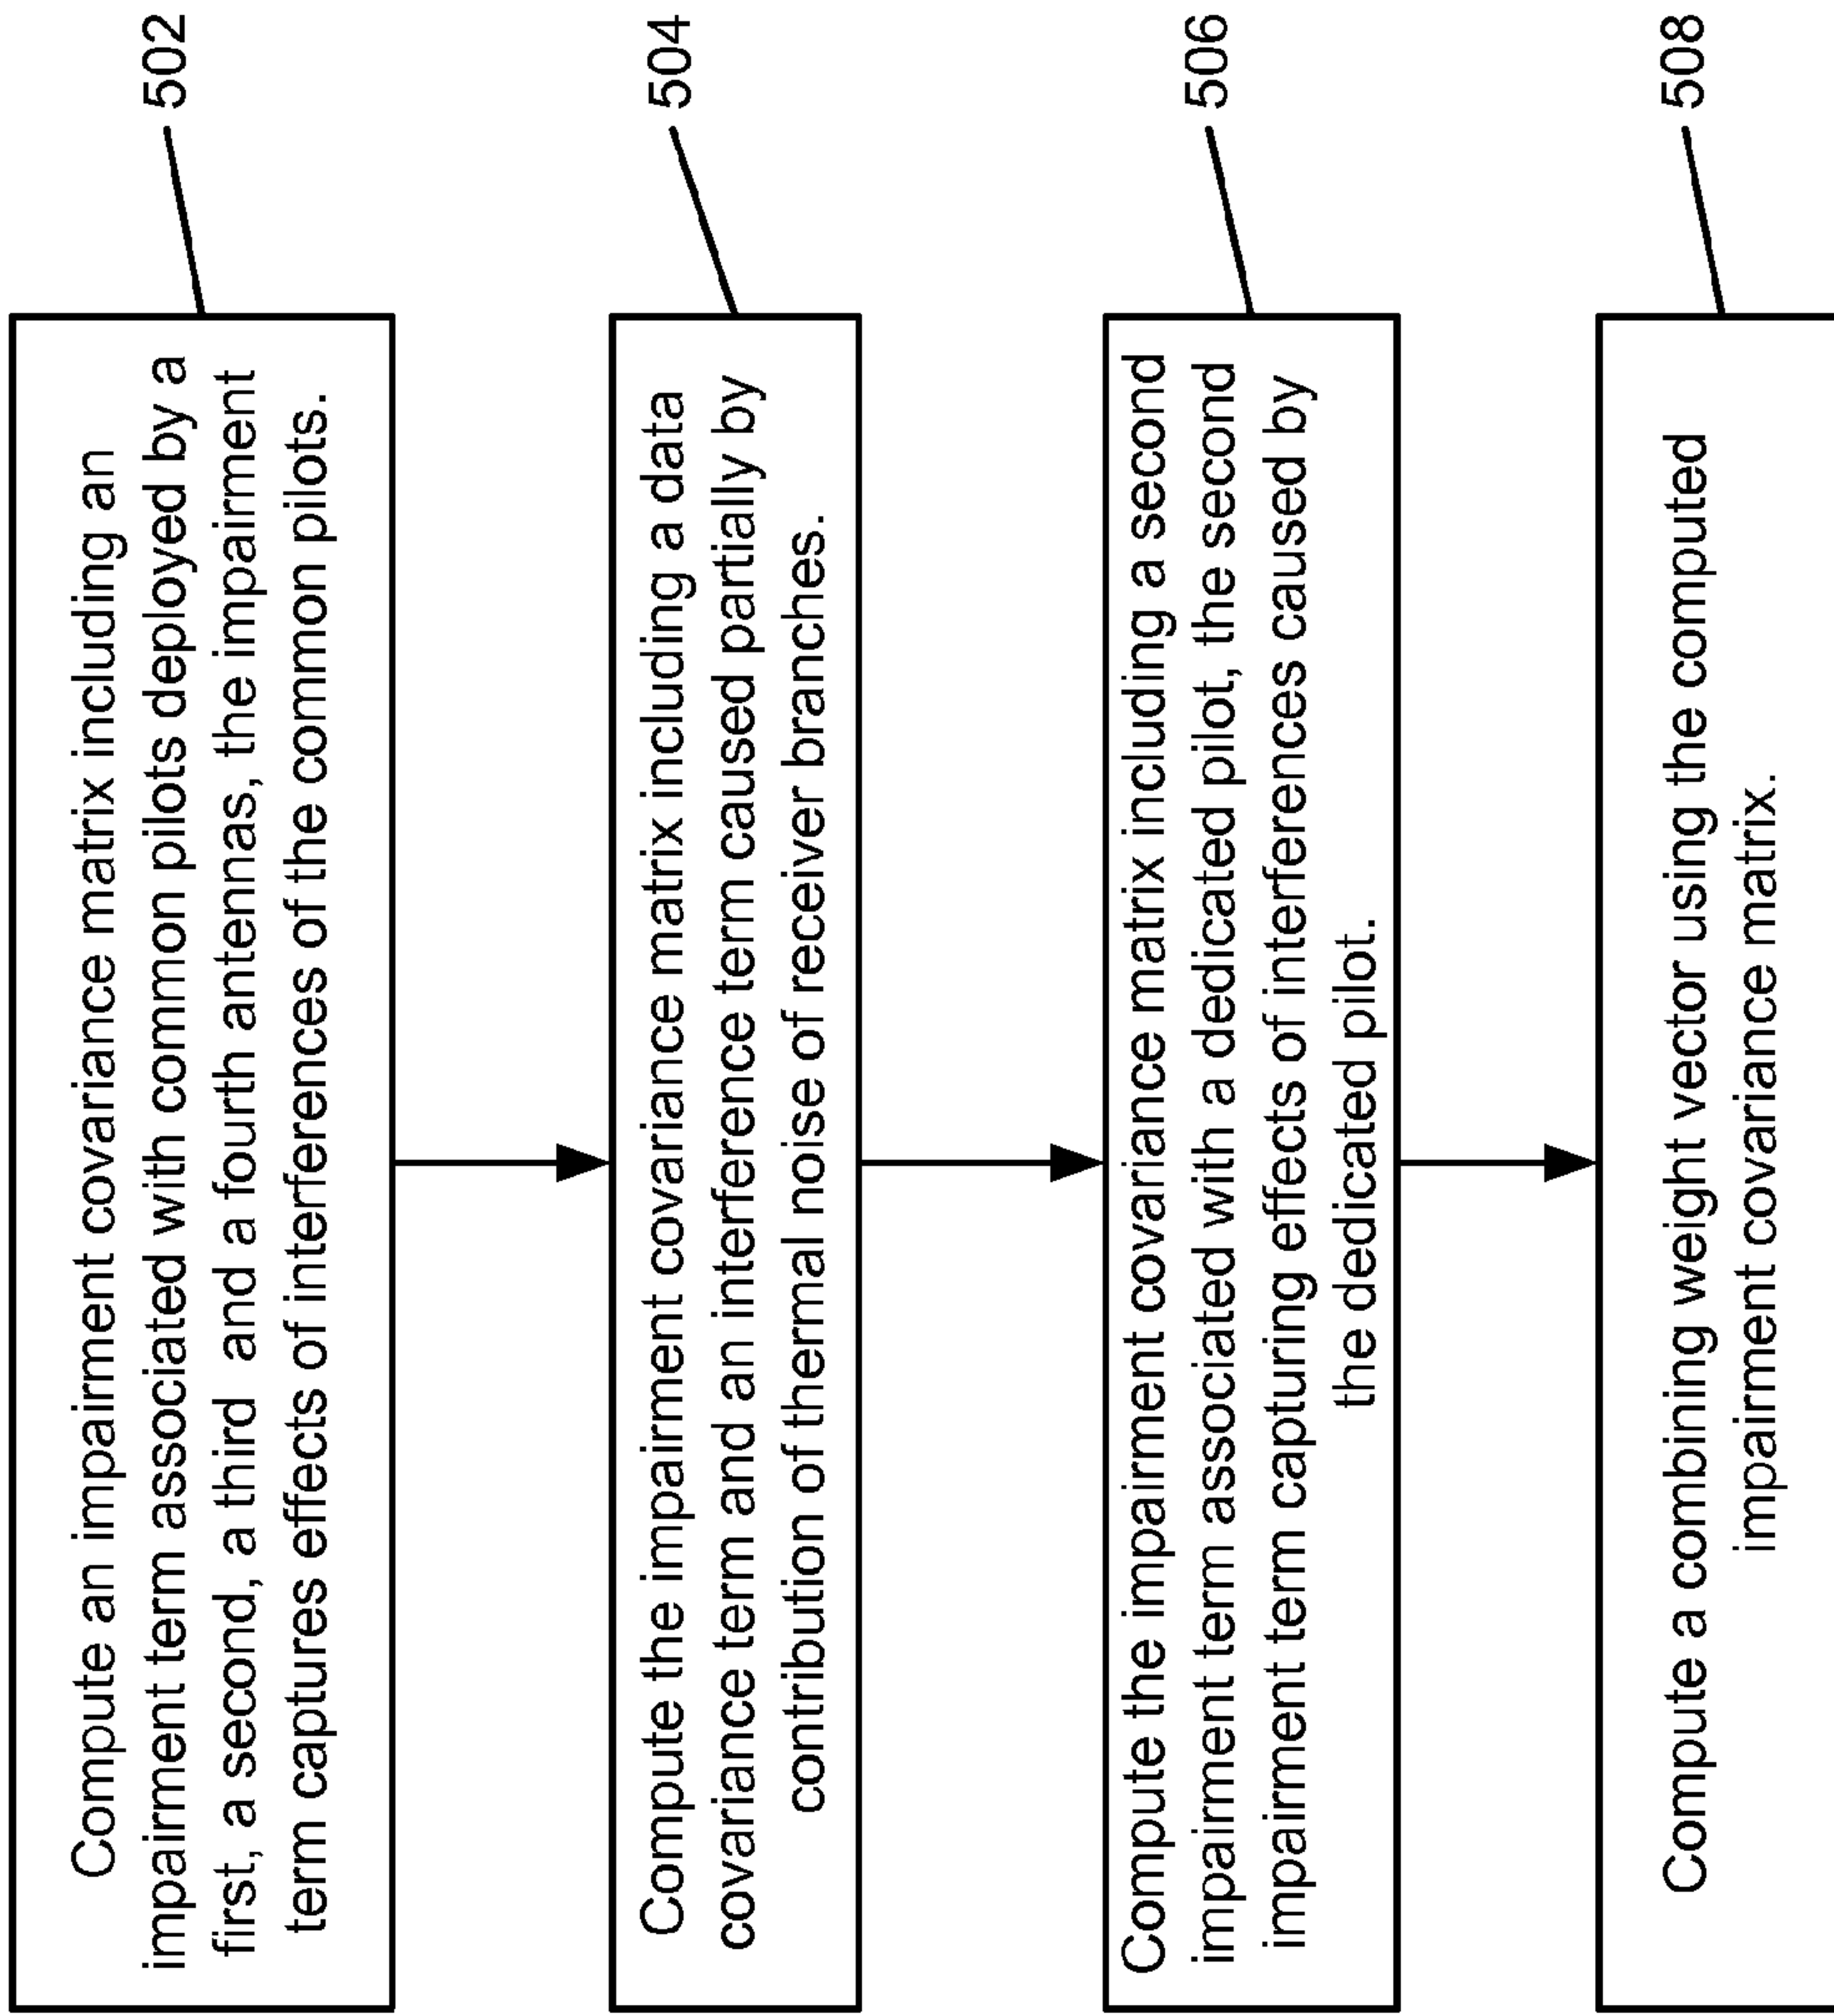 Compute an impairment covariance matrix including an
impairment term associated with common pilots deployed by a
first, a second, a third and a fourth antennas, the impairment
term captures effects of interferences of the common pilots.
502
Compute the impairment covariance matrix including a data
covariance term and an interference term caused partially by
contribution of thermal noise of receiver branches.
504
Compute the impairment covariance matrix including a second
impairment term associated with a dedicated pilot, the second
impairment term capturing effects of interferences caused by
the dedicated pilot.
506
Compute a combining weight vector using the computed
impairment covariance matrix.
508